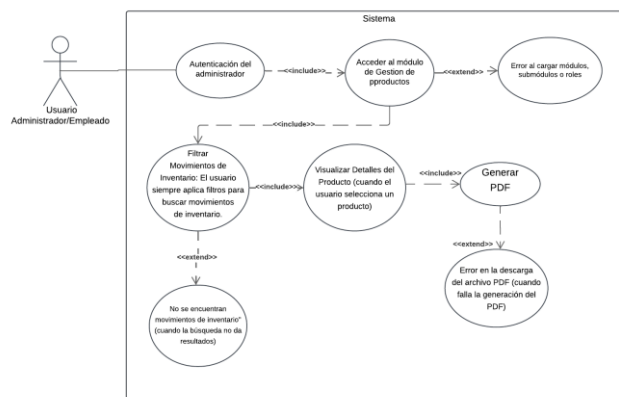 Sistema
Autenticación del
administrador
<<include>>
Acceder al módulo
de Gestion de
pproductos
<<extend>>
Error al cargar módulos,
submódulos o roles
Usuario
Administrador/Empleado
<<include>>
Filtrar
Movimientos de
Inventario: El usuario
siempre aplica filtros para
buscar movimientos
de inventario.
<<include>>
Visualizar Detalles del
Producto (cuando el
usuario selecciona un
producto)
<<include>>
Generar
PDF
<<extend>>
Error en la descarga
del archivo PDF (cuando
falla la generación del
PDF)
<<extend>>
No se encuentran
movimientos de inventario"
(cuando la búsqueda no da
resultados)